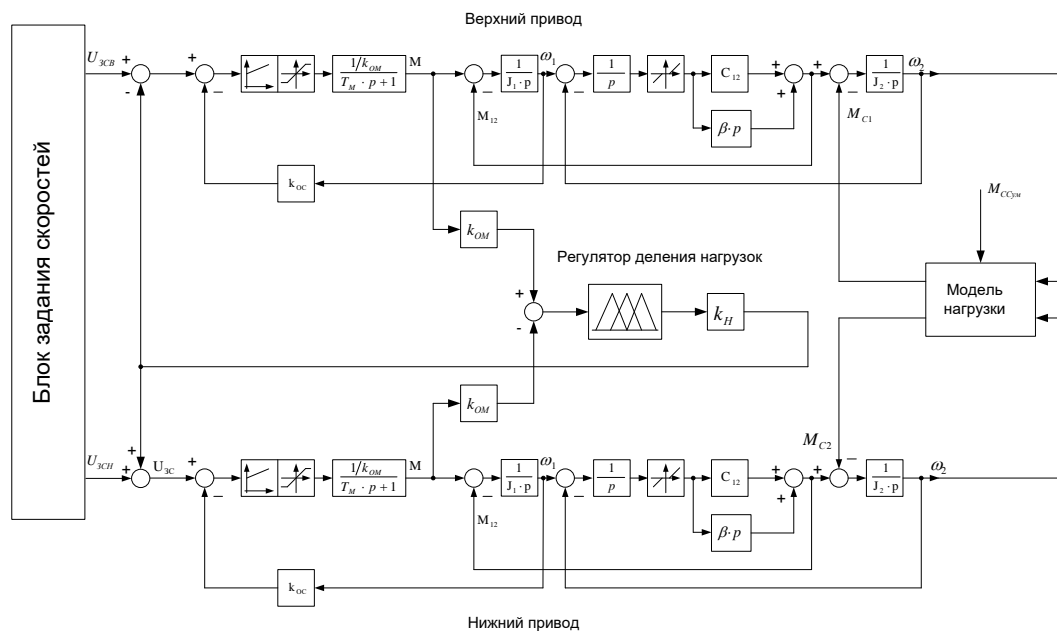 Верхний привод
Блок задания скоростей
U_ЗСВ
+
-
+
−
1/k_ОМ
T_М · p + 1
M
−
M_12
1
J_1 · p
ω_1
−
1
p
C_12
β · p
+
+
+
−
M_C1
1
J_2 · p
ω_2
k_ОС
k_ОМ
M_ССум
Регулятор деления нагрузок
+
-
k_H
Модель
нагрузки
k_ОМ
M_C2
U_ЗСН
+
+
U_ЗС
+
−
1/k_ОМ
T_М · p + 1
M
−
M_12
1
J_1 · p
ω_1
−
1
p
C_12
β · p
+
+
+
−
1
J_2 · p
ω_2
k_ОС
Нижний привод